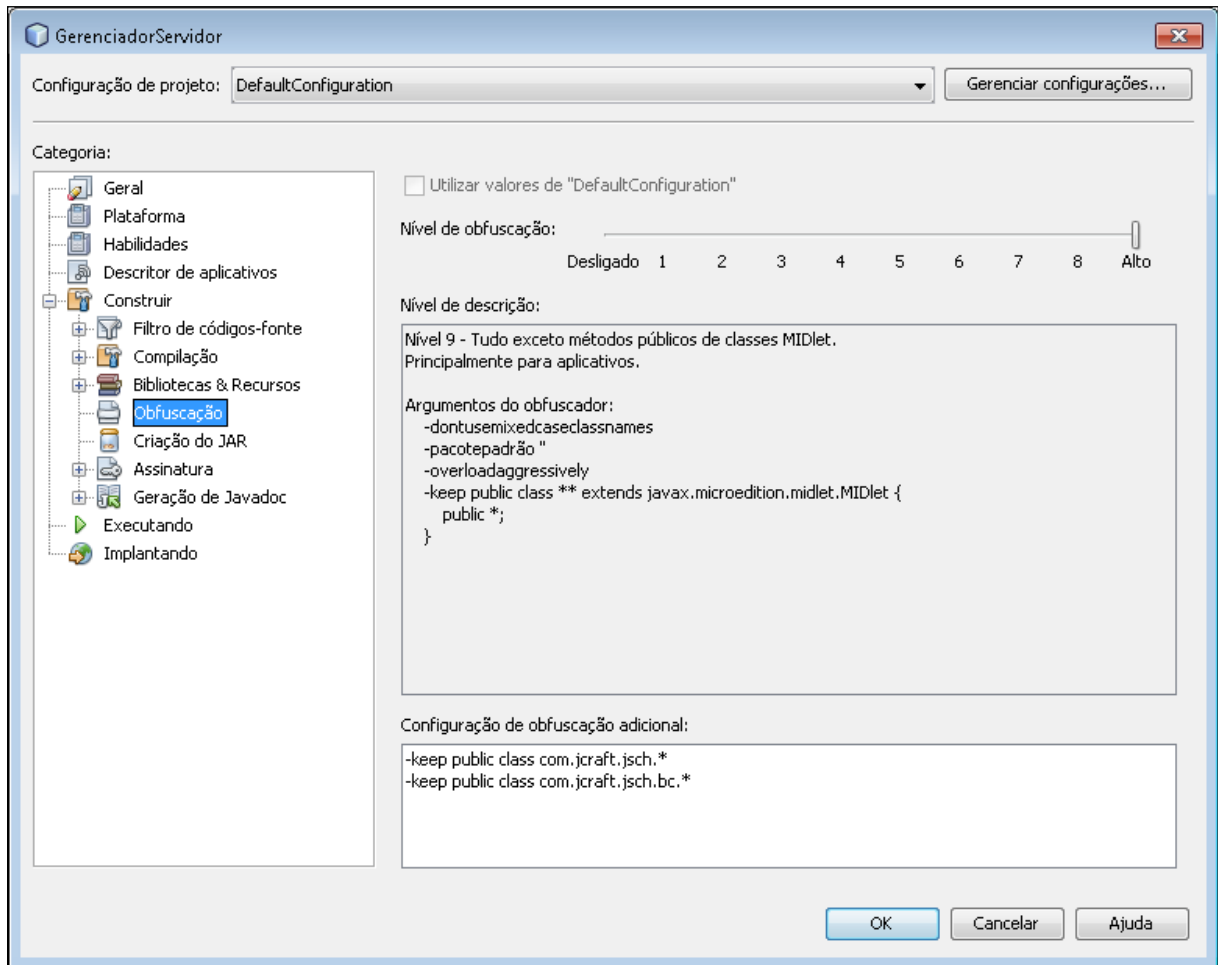 GerenciadorServidor
Configuração de projeto: DefaultConfiguration Gerenciar configurações...
Categoria:
Geral
Plataforma
Habilidades
Descritor de aplicativos
Construir
Filtro de códigos-fonte
Compilação
Bibliotecas & Recursos
Obfuscação
Criação do JAR
Assinatura
Geração de Javadoc
Executando
Implantando
Utilizar valores de "DefaultConfiguration"
Nível de obfuscação:
Desligado 1 2 3 4 5 6 7 8 Alto
Nível de descrição:
Nível 9 - Tudo exceto métodos públicos de classes MIDlet.
Principalmente para aplicativos.
Argumentos do obfuscador:
-dontusemixedcaseclassnames
-pacotepadrão ''
-overloadaggressively
-keep public class ** extends javax.microedition.midlet.MIDlet {
public *;
}
Configuração de obfuscação adicional:
-keep public class com.jcraft.jsch.*
-keep public class com.jcraft.jsch.bc.*
OK Cancelar Ajuda